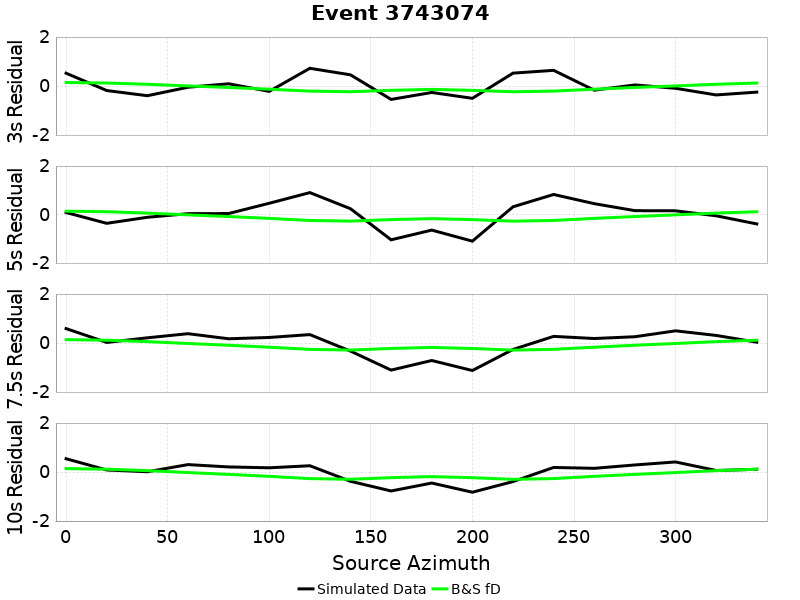 Event 3743074
3s Residual
2
0
-2
5s Residual
2
0
-2
7.5s Residual
2
0
-2
10s Residual
2
0
-2
0 50 100 150 200 250 300
Source Azimuth
Simulated Data B&S fD